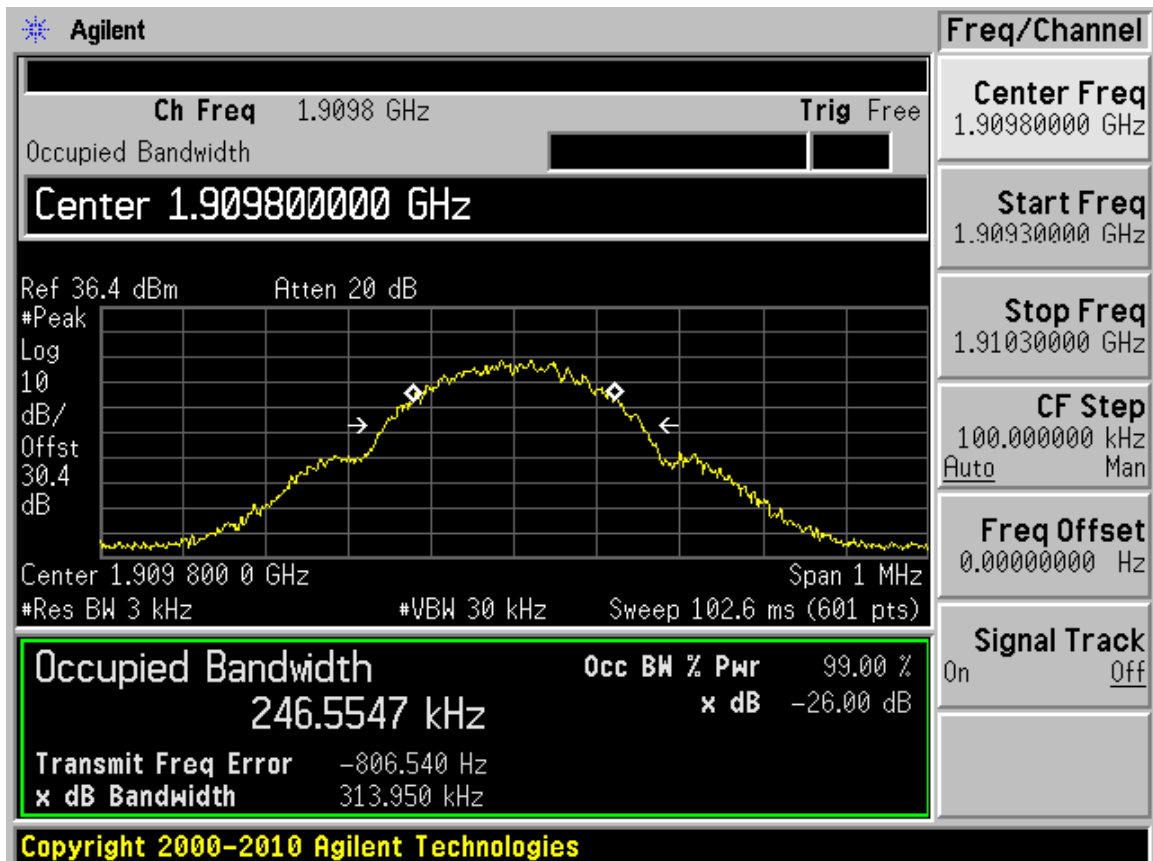 Agilent
Freq/Channel
Ch Freq 1.9098 GHz
Trig Free
Occupied Bandwidth
Center 1.909800000 GHz
Ref 36.4 dBm
Atten 20 dB
#Peak
Log
10
dB/
Offst
30.4
dB
Center 1.909 800 0 GHz
Span 1 MHz
#Res BW 3 kHz
#VBW 30 kHz
Sweep 102.6 ms (601 pts)
Occupied Bandwidth
246.5547 kHz
Occ BW % Pwr 99.00 %
x dB -26.00 dB
Transmit Freq Error -806.540 Hz
x dB Bandwidth 313.950 kHz
Center Freq
1.90980000 GHz
Start Freq
1.90930000 GHz
Stop Freq
1.91030000 GHz
CF Step
100.000000 kHz
Auto Man
Freq Offset
0.00000000 Hz
Signal Track
On Off
Copyright 2000-2010 Agilent Technologies